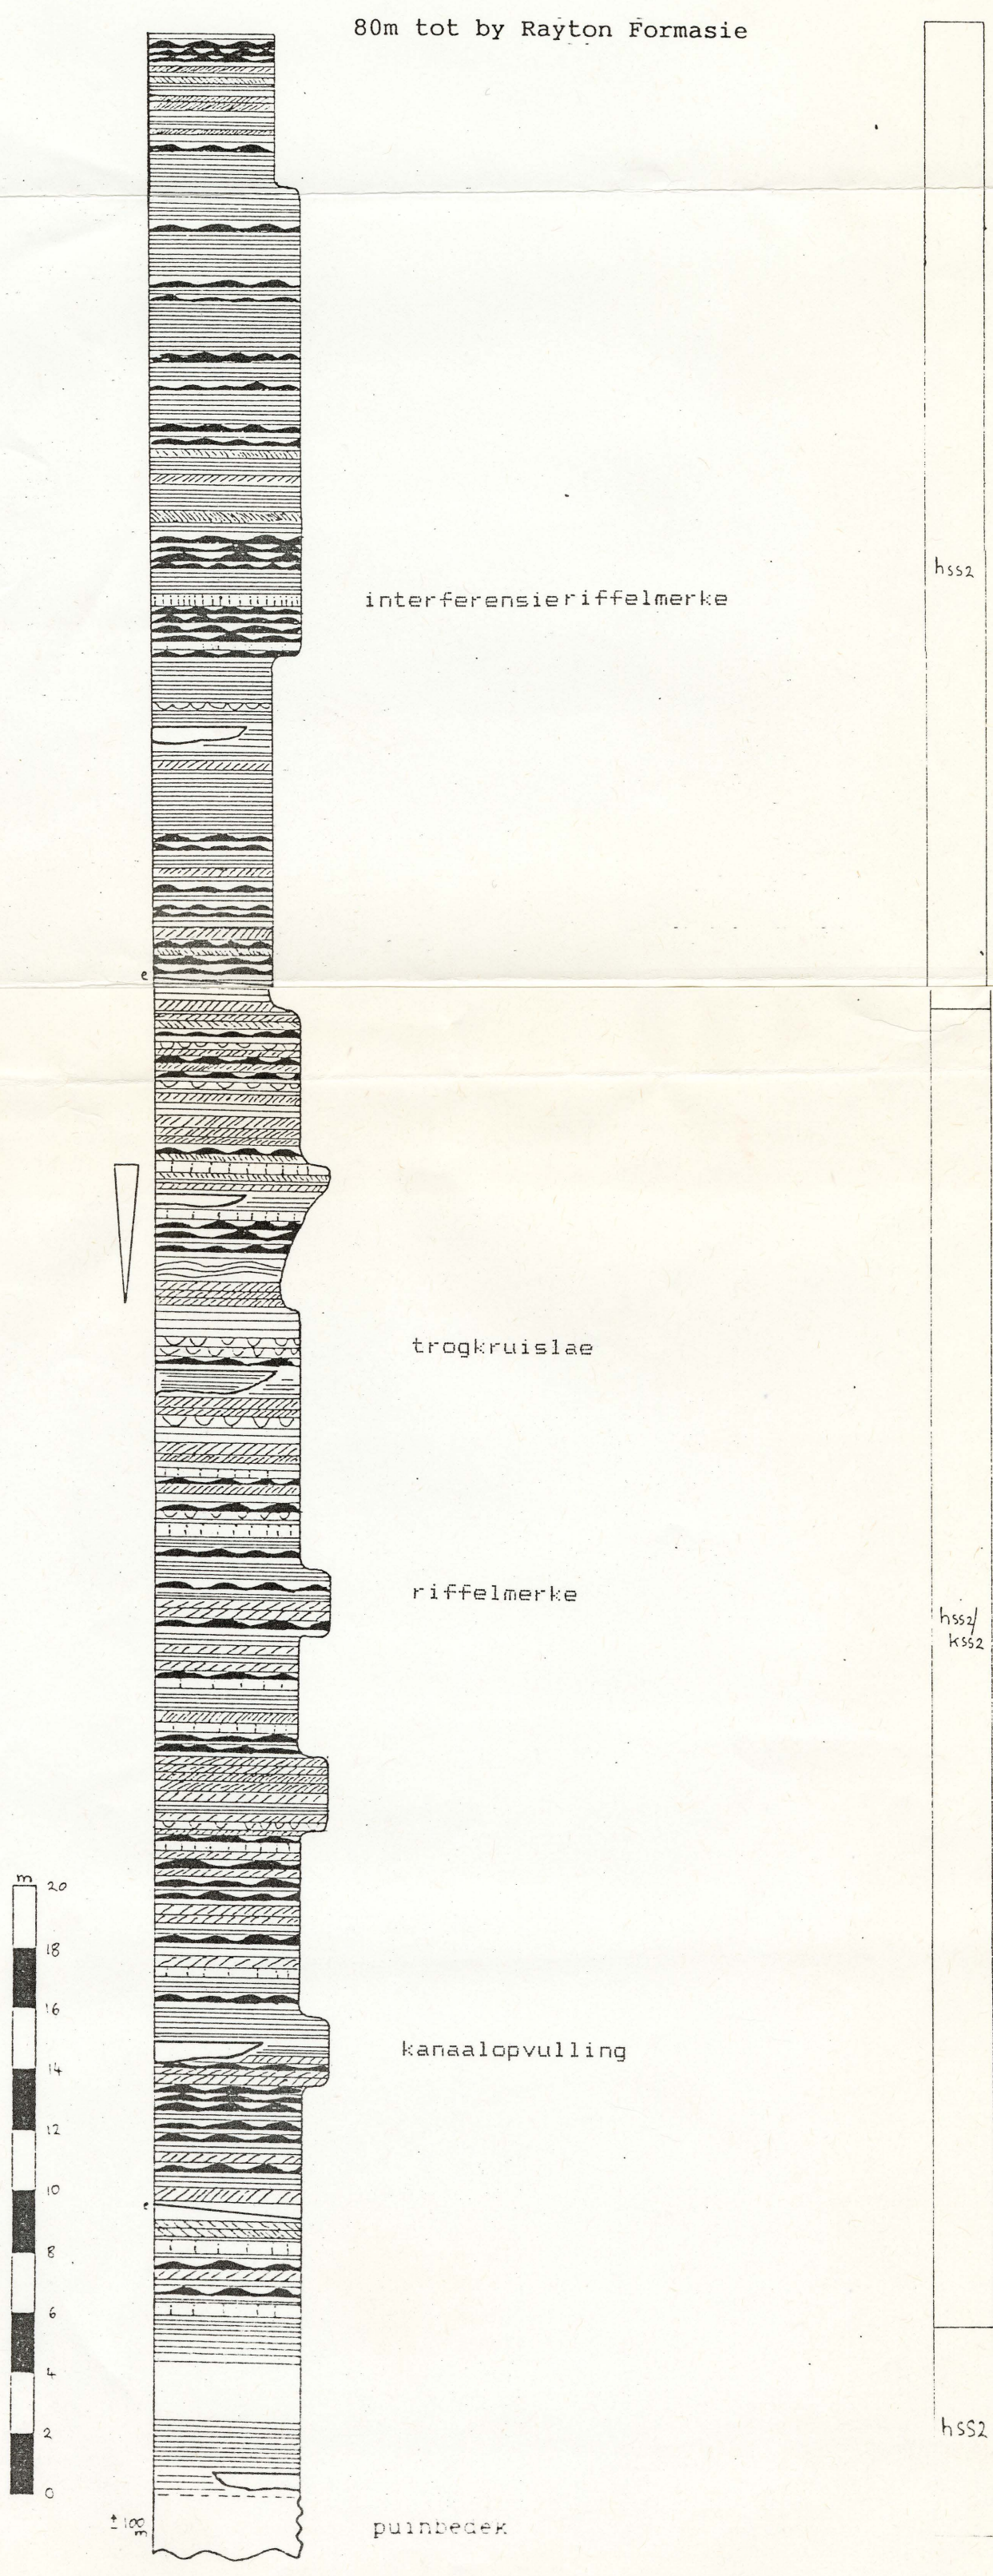 80m tot by Rayton Formasie
hss2
interferensieriffelmerke
e
trogkruislae
riffelmerke
hss2/
kss2
m
20
18
16
kanaalopvulling
14
12
10
e
8
6
4
2
hss2
0
± 100
m
puinbedek